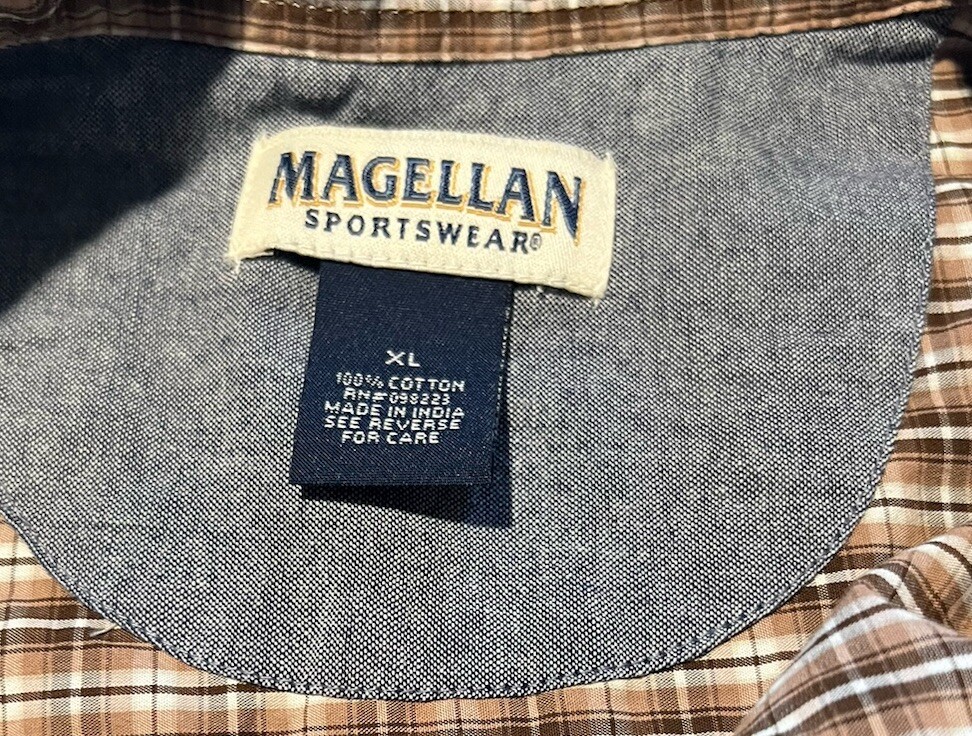 MAGELLAN
SPORTSWEAR®
XL
100% COTTON
RN#098223
MADE IN INDIA
SEE REVERSE
FOR CARE